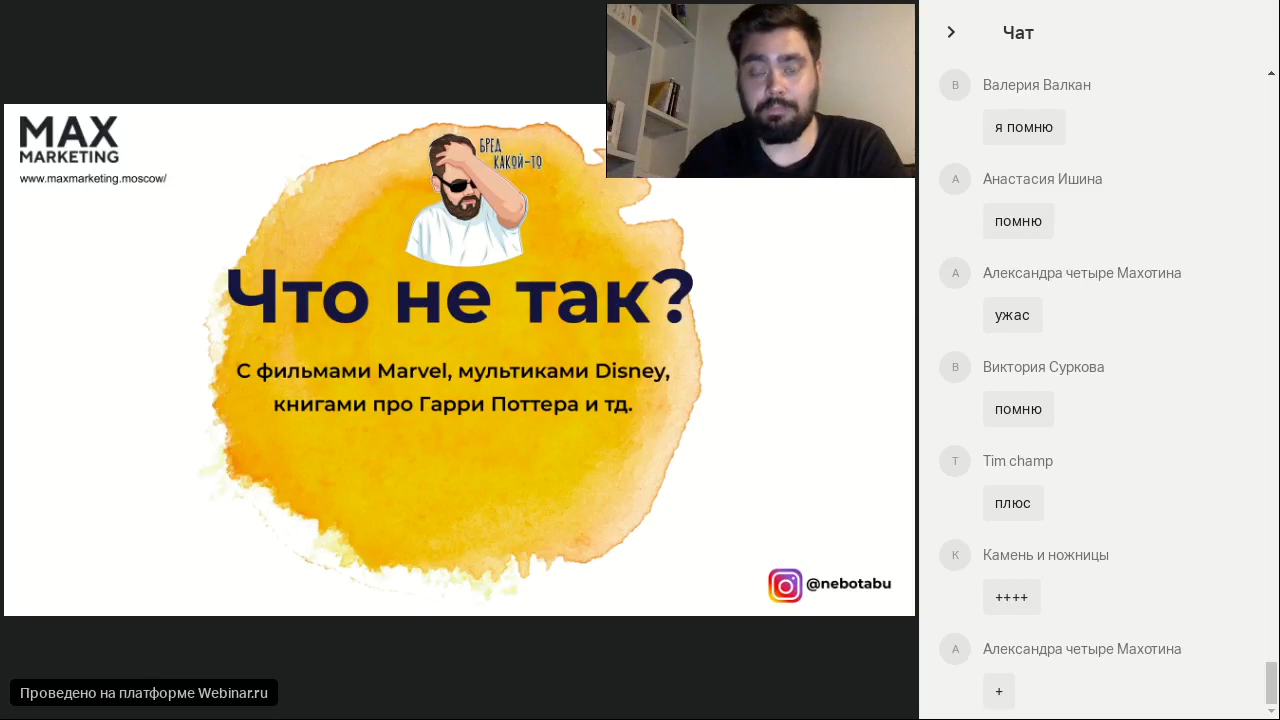 MAX
MARKETING
www.maxmarketing.moscow/
БРЕД
КАКОЙ-ТО
Что не так?
С фильмами Marvel, мультиками Disney,
книгами про Гарри Поттера и тд.
@nebotabu
Проведено на платформе Webinar.ru
Чат
В
Валерия Валкан
я помню
А
Анастасия Ишина
помню
А
Александра четыре Махотина
ужас
В
Виктория Суркова
помню
T
Tim champ
плюс
К
Камень и ножницы
++++
А
Александра четыре Махотина
+